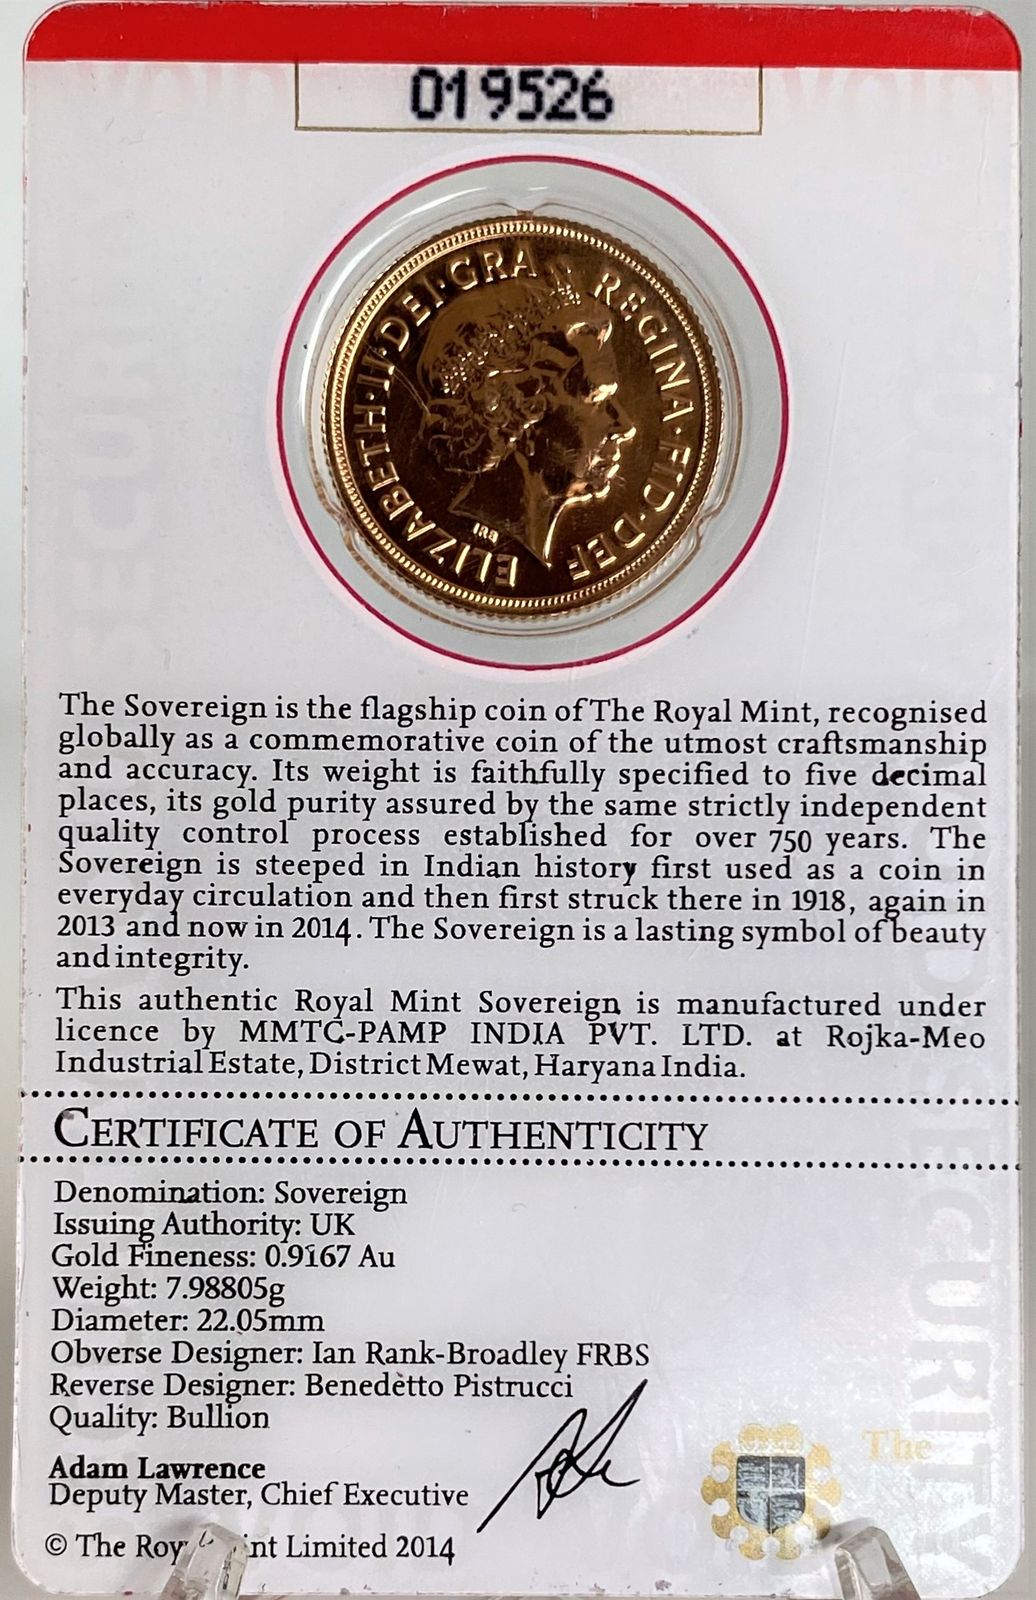 019526
ELIZABETH·II·DEI·GRA REGINA·FID·DEF
IRB
The Sovereign is the flagship coin of The Royal Mint, recognised
globally as a commemorative coin of the utmost craftsmanship
and accuracy. Its weight is faithfully specified to five decimal
places, its gold purity assured by the same strictly independent
quality control process established for over 750 years. The
Sovereign is steeped in Indian history first used as a coin in
everyday circulation and then first struck there in 1918, again in
2013 and now in 2014. The Sovereign is a lasting symbol of beauty
and integrity.
This authentic Royal Mint Sovereign is manufactured under
licence by MMTC-PAMP INDIA PVT. LTD. at Rojka-Meo
Industrial Estate, District Mewat, Haryana India.
CERTIFICATE OF AUTHENTICITY
Denomination: Sovereign
Issuing Authority: UK
Gold Fineness: 0.9167 Au
Weight: 7.98805g
Diameter: 22.05mm
Obverse Designer: Ian Rank-Broadley FRBS
Reverse Designer: Benedetto Pistrucci
Quality: Bullion
Adam Lawrence
Deputy Master, Chief Executive
The
© The Royal Mint Limited 2014
SECURITY